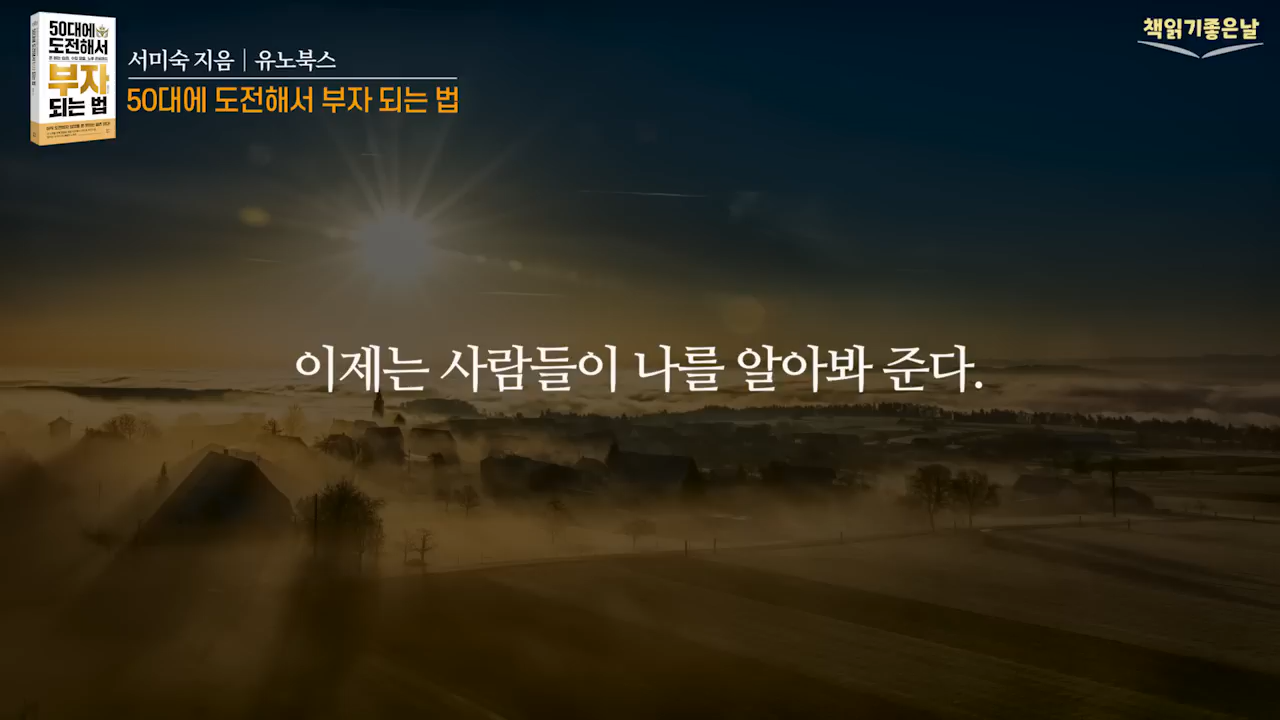 50대에
도전해서
부자
되는 법
서미숙 지음 | 유노북스
50대에 도전해서 부자 되는 법
책읽기좋은날
이제는 사람들이 나를 알아봐 준다.